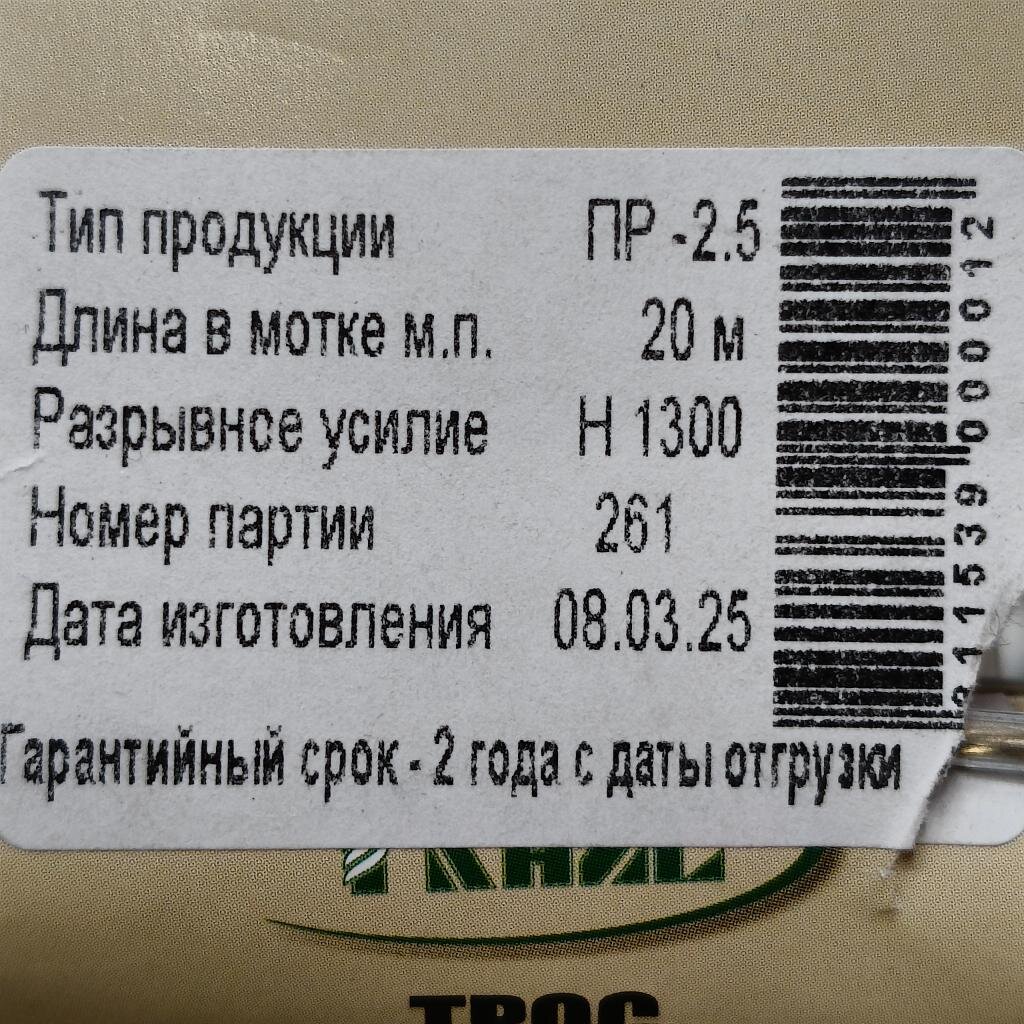 Тип продукции ПР -2.5
Длина в мотке м.п. 20 м
Разрывное усилие Н 1300
Номер партии 261
Дата изготовления 08.03.25
Гарантийный срок - 2 года с даты отгрузки
ТРОС